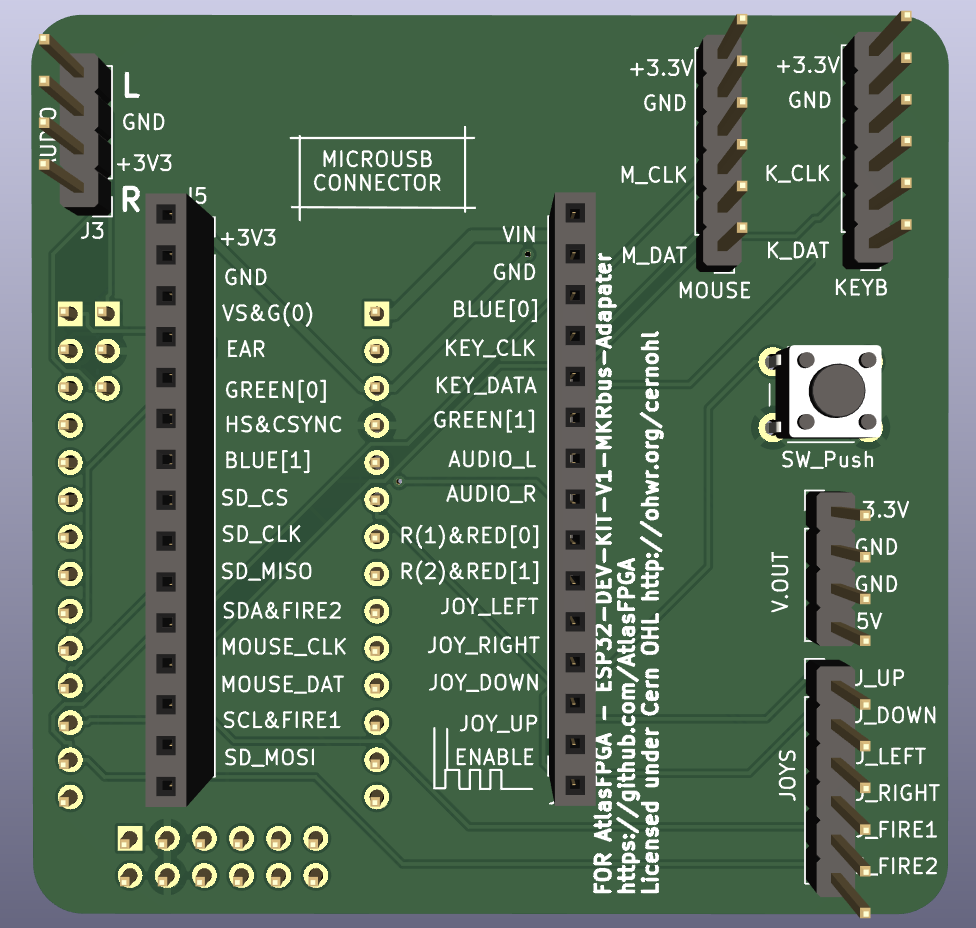 L
GND
+3V3
R
J3
J5
MICROUSB
CONNECTOR
+3.3V
GND
M_CLK
M_DAT
MOUSE
+3.3V
GND
K_CLK
K_DAT
KEYB
+3V3
GND
VS&G(0)
EAR
GREEN[0]
HS&CSYNC
BLUE[1]
SD_CS
SD_CLK
SD_MISO
SDA&FIRE2
MOUSE_CLK
MOUSE_DAT
SCL&FIRE1
SD_MOSI
VIN
GND
BLUE[0]
KEY_CLK
KEY_DATA
GREEN[1]
AUDIO_L
AUDIO_R
R(1)&RED[0]
R(2)&RED[1]
JOY_LEFT
JOY_RIGHT
JOY_DOWN
JOY_UP
ENABLE
FOR AtlasFPGA - ESP32-DEV-KIT-V1-MKRbus-Adapater
https://github.com/AtlasFPGA
Licensed under Cern OHL http://ohwr.org/cernohl
SW_Push
V.OUT
3.3V
GND
GND
5V
JOYS
J_UP
J_DOWN
J_LEFT
J_RIGHT
J_FIRE1
J_FIRE2